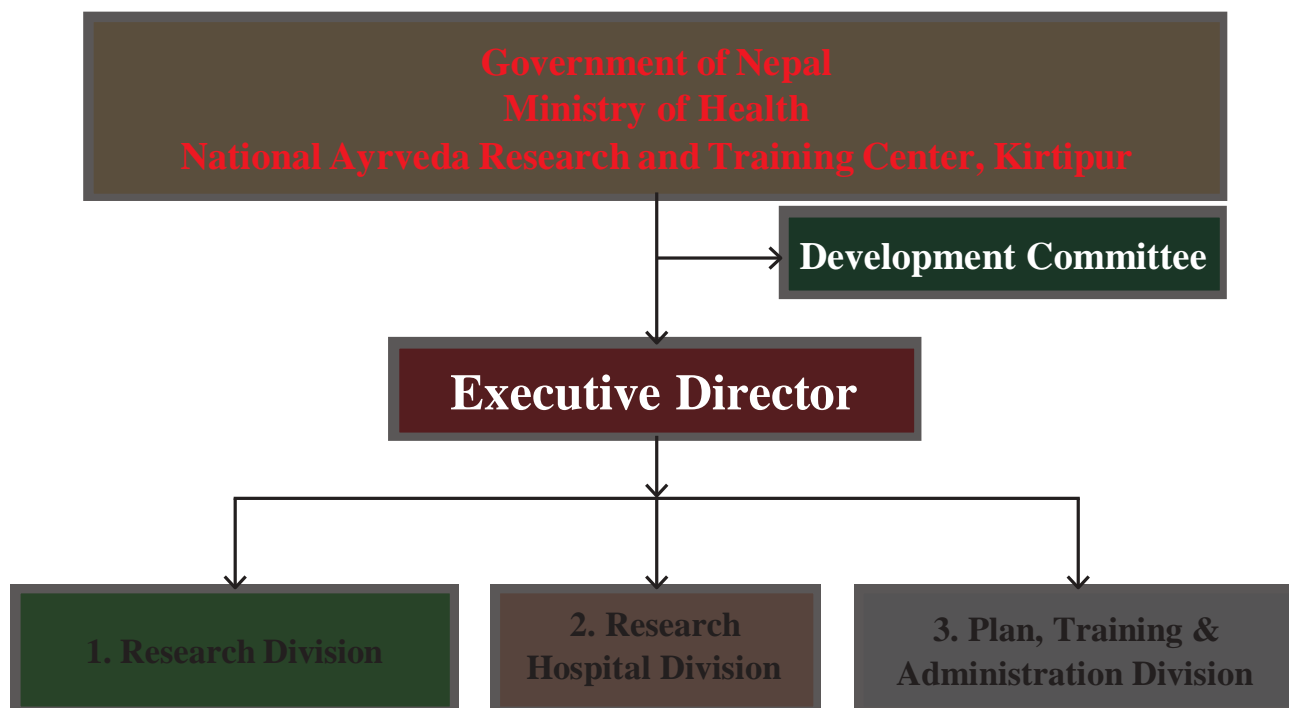 Government of Nepal
Ministry of Health
National Ayrveda Research and Training Center, Kirtipur
Development Committee
Executive Director
1. Research Division
2. Research
Hospital Division
3. Plan, Training &
Administration Division